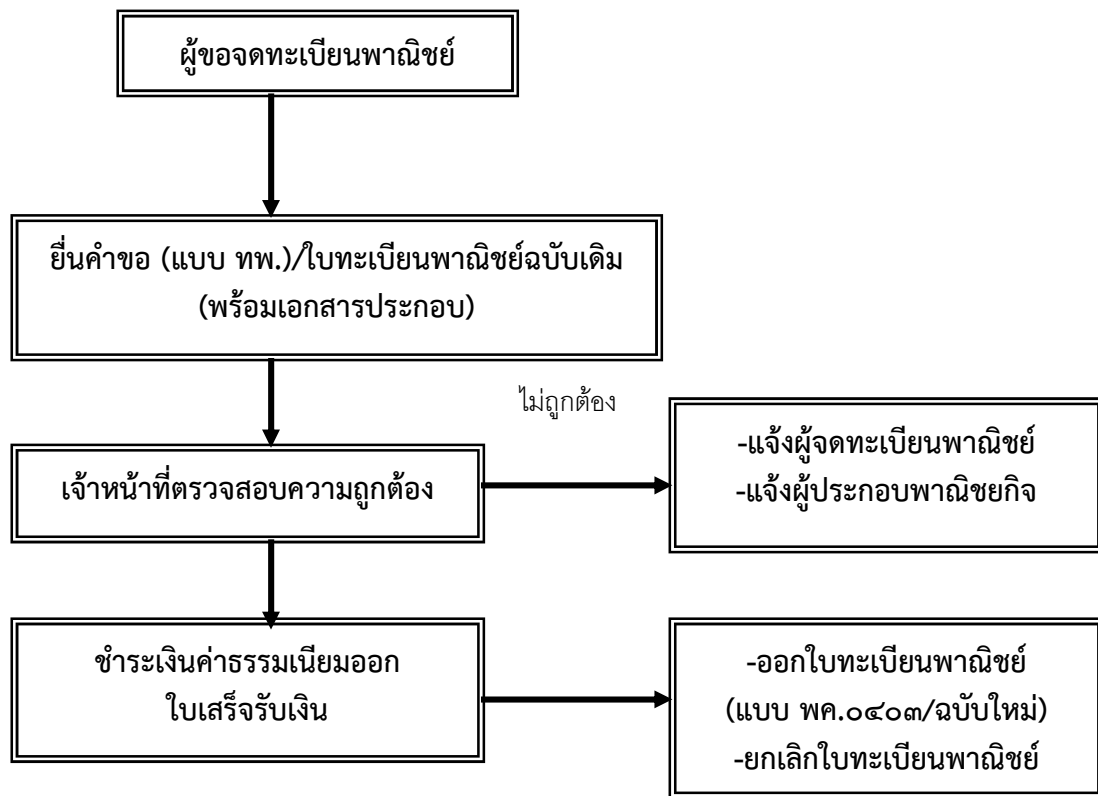 ผู้ขอจดทะเบียนพาณิชย์
ยื่นคำขอ (แบบ ทพ.)/ใบทะเบียนพาณิชย์ฉบับเดิม
(พร้อมเอกสารประกอบ)
ไม่ถูกต้อง
เจ้าหน้าที่ตรวจสอบความถูกต้อง
-แจ้งผู้จดทะเบียนพาณิชย์
-แจ้งผู้ประกอบพาณิชยกิจ
ชำระเงินค่าธรรมเนียมออก
ใบเสร็จรับเงิน
-ออกใบทะเบียนพาณิชย์
(แบบ พค.๐๔๐๓/ฉบับใหม่)
-ยกเลิกใบทะเบียนพาณิชย์